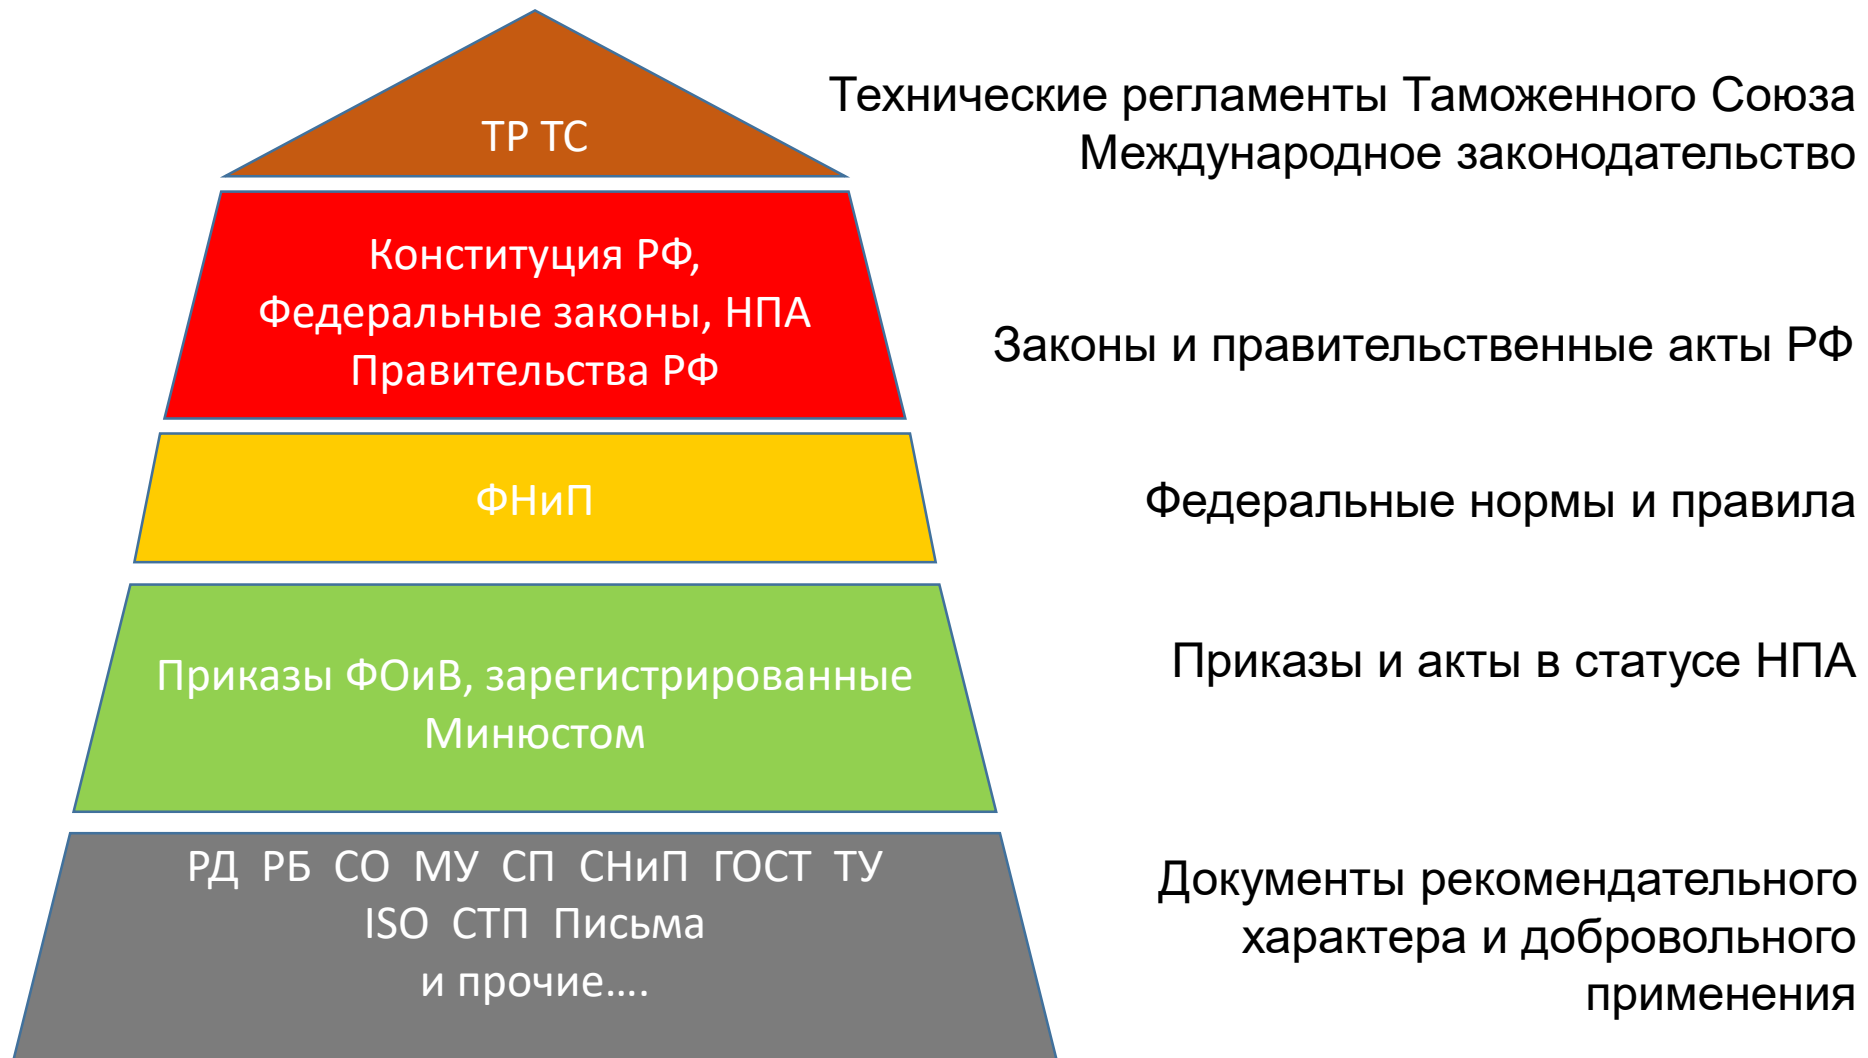 ТР ТС
Технические регламенты Таможенного Союза
Международное законодательство
Конституция РФ,
Федеральные законы, НПА
Правительства РФ
Законы и правительственные акты РФ
ФНиП
Федеральные нормы и правила
Приказы ФОиВ, зарегистрированные
Минюстом
Приказы и акты в статусе НПА
РД РБ СО МУ СП СНиП ГОСТ ТУ
ISO СТП Письма
и прочие....
Документы рекомендательного
характера и добровольного
применения